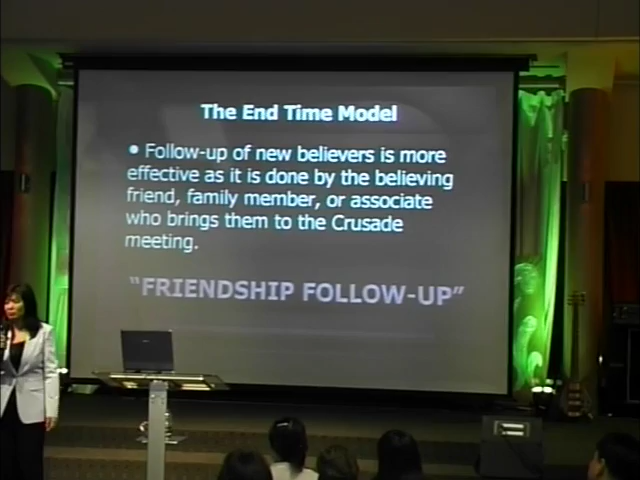 The End Time Model
• Follow-up of new believers is more
effective as it is done by the believing
friend, family member, or associate
who brings them to the Crusade
meeting.
“FRIENDSHIP FOLLOW-UP”